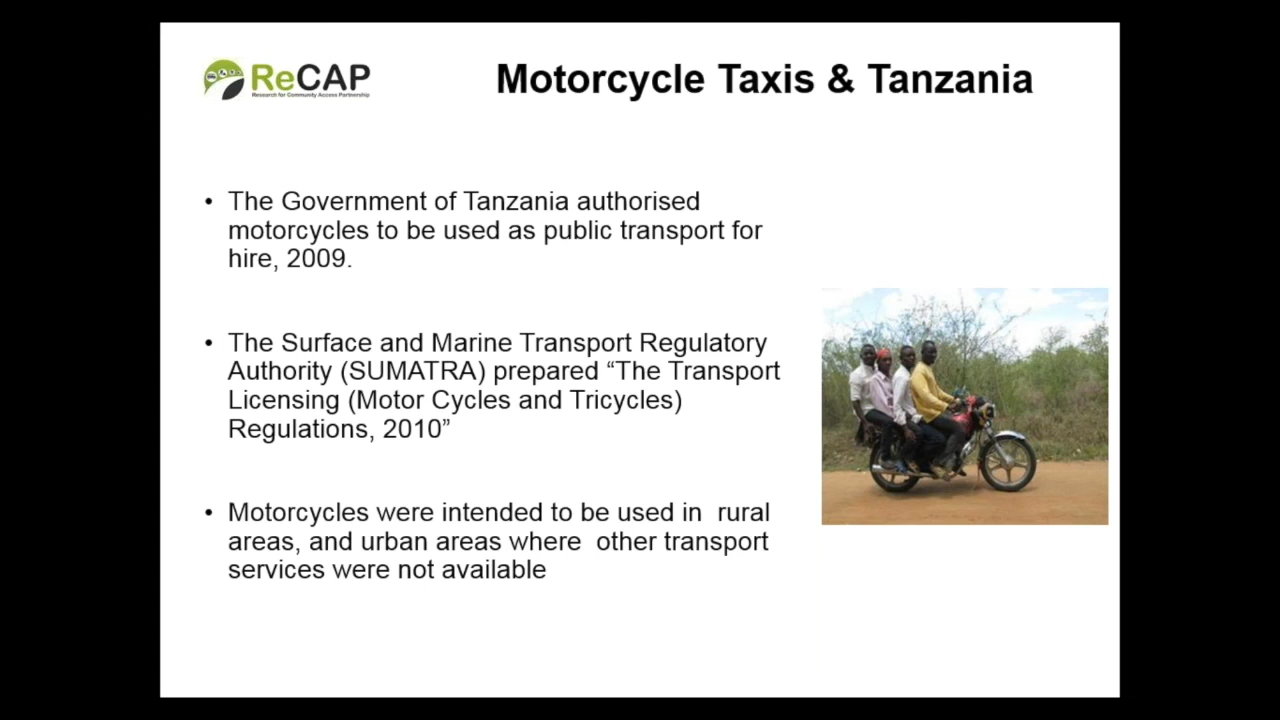 ReCAP
Research for Community Access Partnership
Motorcycle Taxis & Tanzania
• The Government of Tanzania authorised
motorcycles to be used as public transport for
hire, 2009.
• The Surface and Marine Transport Regulatory
Authority (SUMATRA) prepared “The Transport
Licensing (Motor Cycles and Tricycles)
Regulations, 2010”
• Motorcycles were intended to be used in  rural
areas, and urban areas where  other transport
services were not available